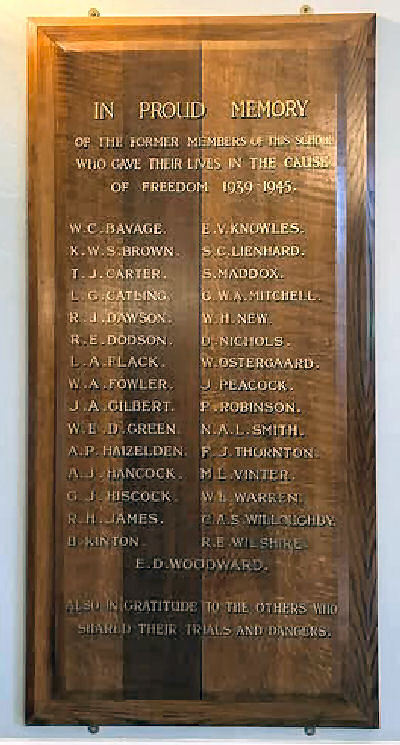 IN PROUD MEMORY
OF THE FORMER MEMBERS OF THIS SCHOOL
WHO GAVE THEIR LIVES IN THE CAUSE
OF FREEDOM 1939-1945.
W.C.BAVAGE. E.V.KNOWLES.
K.W.S.BROWN. S.C.LIENHARD.
T.J.CARTER. S.MADDOX.
L.G.CATLING. G.W.A.MITCHELL.
R.J.DAWSON. W.H.NEW.
R.E.DODSON. D.NICHOLS.
L.A.FLACK. W.OSTERGAARD.
W.A.FOWLER. J.PEACOCK.
J.A.GILBERT. F.ROBINSON.
W.E.D.GREEN. N.A.L.SMITH.
A.P.HAIZELDEN. F.J.THORNTON.
A.J.HANCOCK. M.L.VINTER.
G.J.HISCOCK. W.L.WARREN.
R.H.JAMES. WILLOUGHBY.
KINTON. R.E.WILSHIRE.
E.D.WOODWARD.
ALSO IN GRATITUDE TO THE OTHERS WHO
SHARED THEIR TRIALS AND DANGERS.